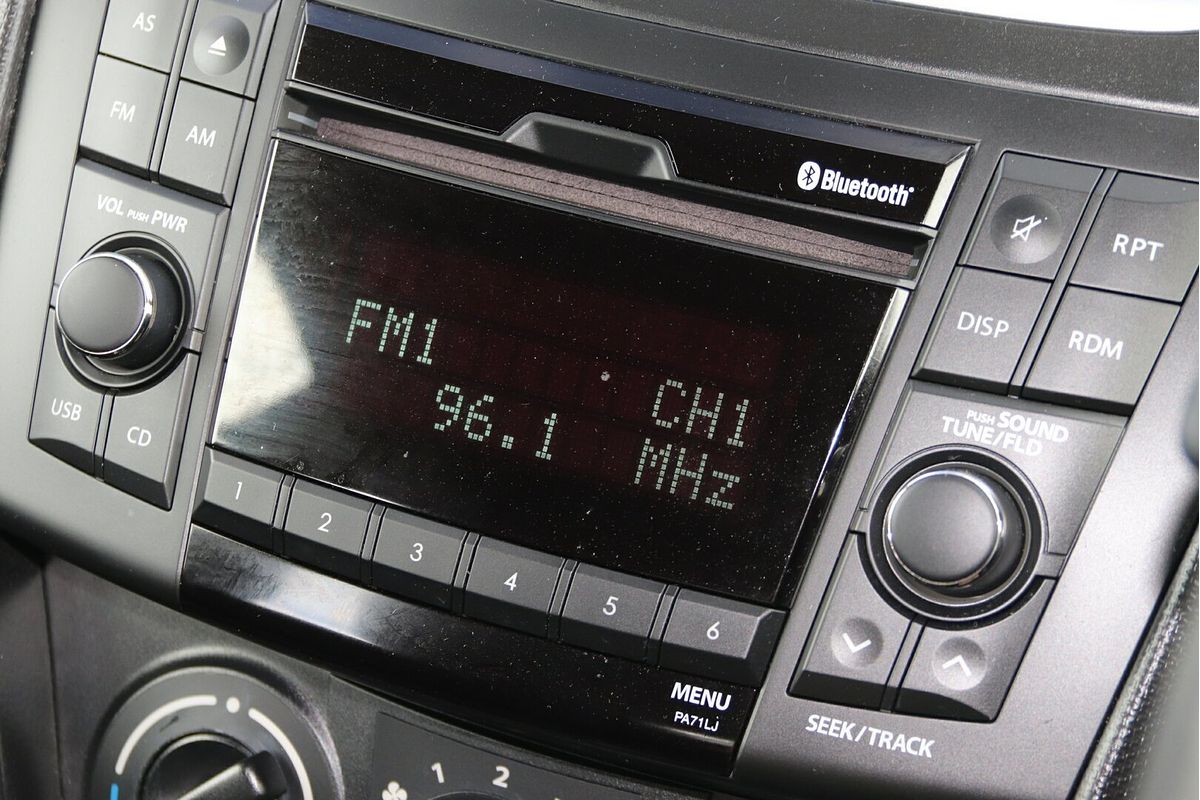 AS
FM
AM
VOL PUSH PWR
USB
CD
Bluetooth®
FM1
CH1
96.1
MHz
1 2 3 4 5 6
MENU
PA71LJ
RPT
DISP
RDM
PUSH SOUND
TUNE/FLD
SEEK/TRACK
1 2